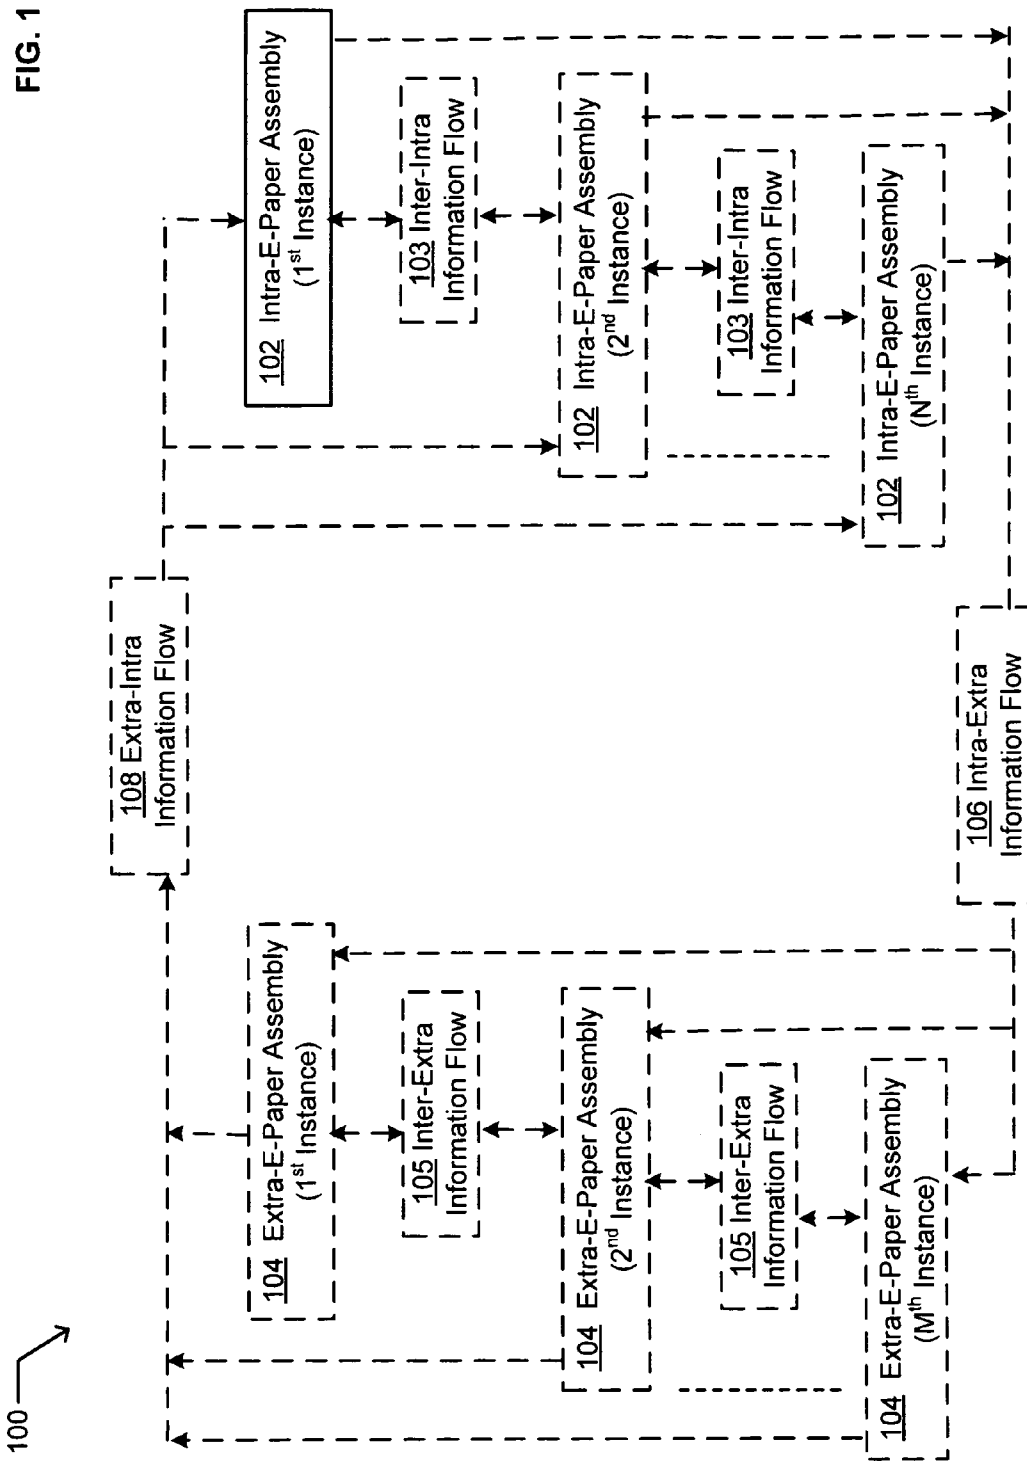 FIG. 1
100
108 Extra-Intra
Information Flow
104 Extra-E-Paper Assembly
(1st Instance)
105 Inter-Extra
Information Flow
104 Extra-E-Paper Assembly
(2nd Instance)
105 Inter-Extra
Information Flow
104 Extra-E-Paper Assembly
(Mth Instance)
102 Intra-E-Paper Assembly
(1st Instance)
103 Inter-Intra
Information Flow
102 Intra-E-Paper Assembly
(2nd Instance)
103 Inter-Intra
Information Flow
102 Intra-E-Paper Assembly
(Nth Instance)
106 Intra-Extra
Information Flow